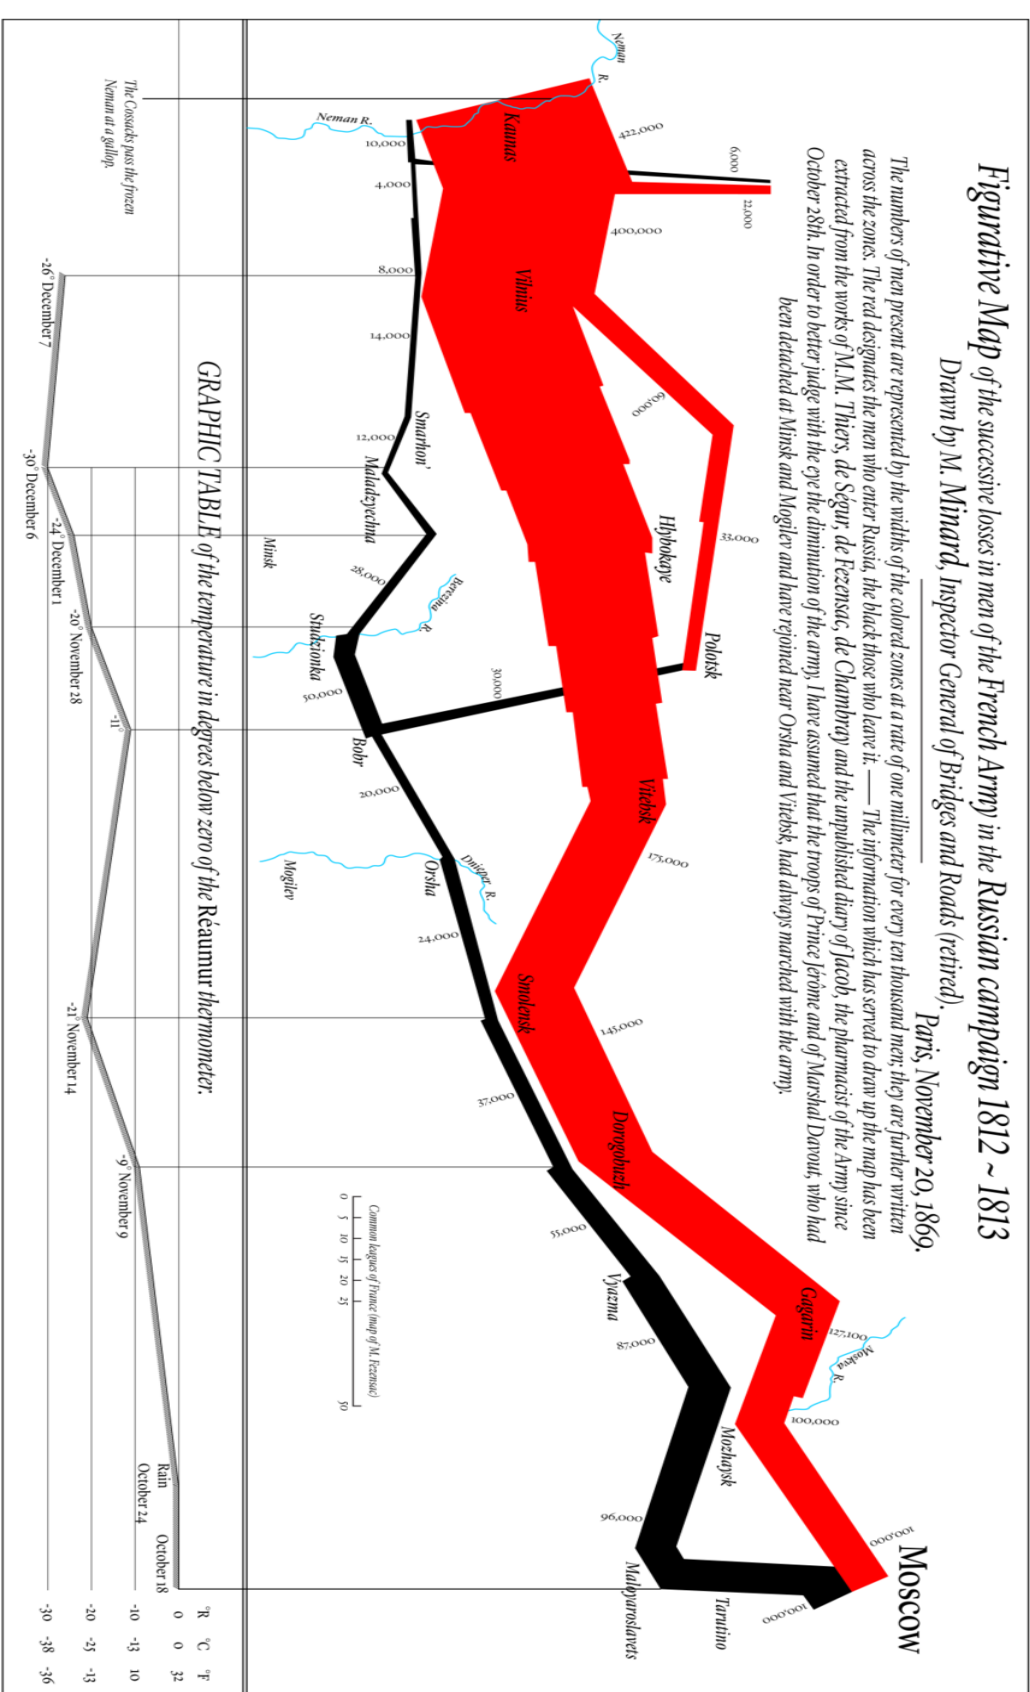 Figurative Map of the successive losses in men of the French Army in the Russian campaign 1812 ~ 1813
Drawn by M. Minard, Inspector General of Bridges and Roads (retired).
Paris, November 20, 1869.
The numbers of men present are represented by the widths of the colored zones at a rate of one millimeter for every ten thousand men; they are further written
across the zones. The red designates the men who enter Russia, the black those who leave it. — The information which has served to draw up the map has been
extracted from the works of M.M. Thiers, de Ségur, de Fezensac, de Chambray and the unpublished diary of Jacob, the pharmacist of the Army since
October 28th. In order to better judge with the eye the diminution of the army, I have assumed that the troops of Prince Jérôme and of Marshal Davout, who had
been detached at Minsk and Mogilev and have rejoined near Orsha and Vitebsk, had always marched with the army.
Neman
R.
422,000
6,000
22,000
400,000
60,000
33,000
Polotsk
Hlybokaye
Kaunas
Vilnius
Vitebsk
175,000
Smolensk
145,000
Dorogobuzh
Gagarin
127,100
Moskva
R.
100,000
100,000
Moscow
100,000
Tarutino
Maloyaroslavets
96,000
Mozhaysk
87,000
Vyazma
55,000
37,000
24,000
Dnieper R.
Orsha
Mogilev
20,000
Bobr
30,000
50,000
Studzionka
Berezina
R.
28,000
Minsk
Maladzyechna
12,000
Smarhon'
14,000
8,000
4,000
10,000
Neman R.
Common leagues of France (map of M. Fezensac)
0 5 10 15 20 25 50
GRAPHIC TABLE of the temperature in degrees below zero of the Réaumur thermometer.
The Cossacks pass the frozen
Neman at a gallop.
-26° December 7
-30° December 6
-24° December 1
-20° November 28
-11°
-21° November 14
-9° November 9
Rain
October 24
October 18
°R °C °F
0 0 32
-10 -13 10
-20 -25 -13
-30 -38 -36